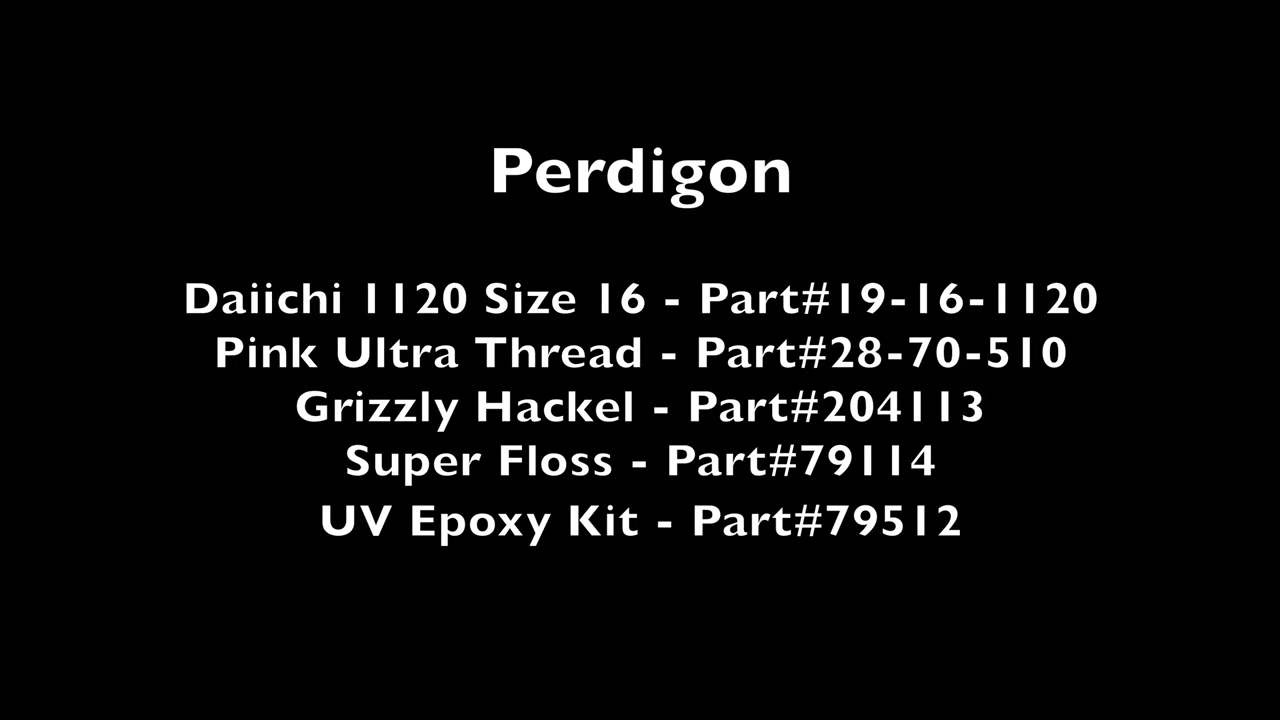 Perdigon
Daiichi 1120 Size 16 - Part#19-16-1120
Pink Ultra Thread - Part#28-70-510
Grizzly Hackel - Part#204113
Super Floss - Part#79114
UV Epoxy Kit - Part#79512